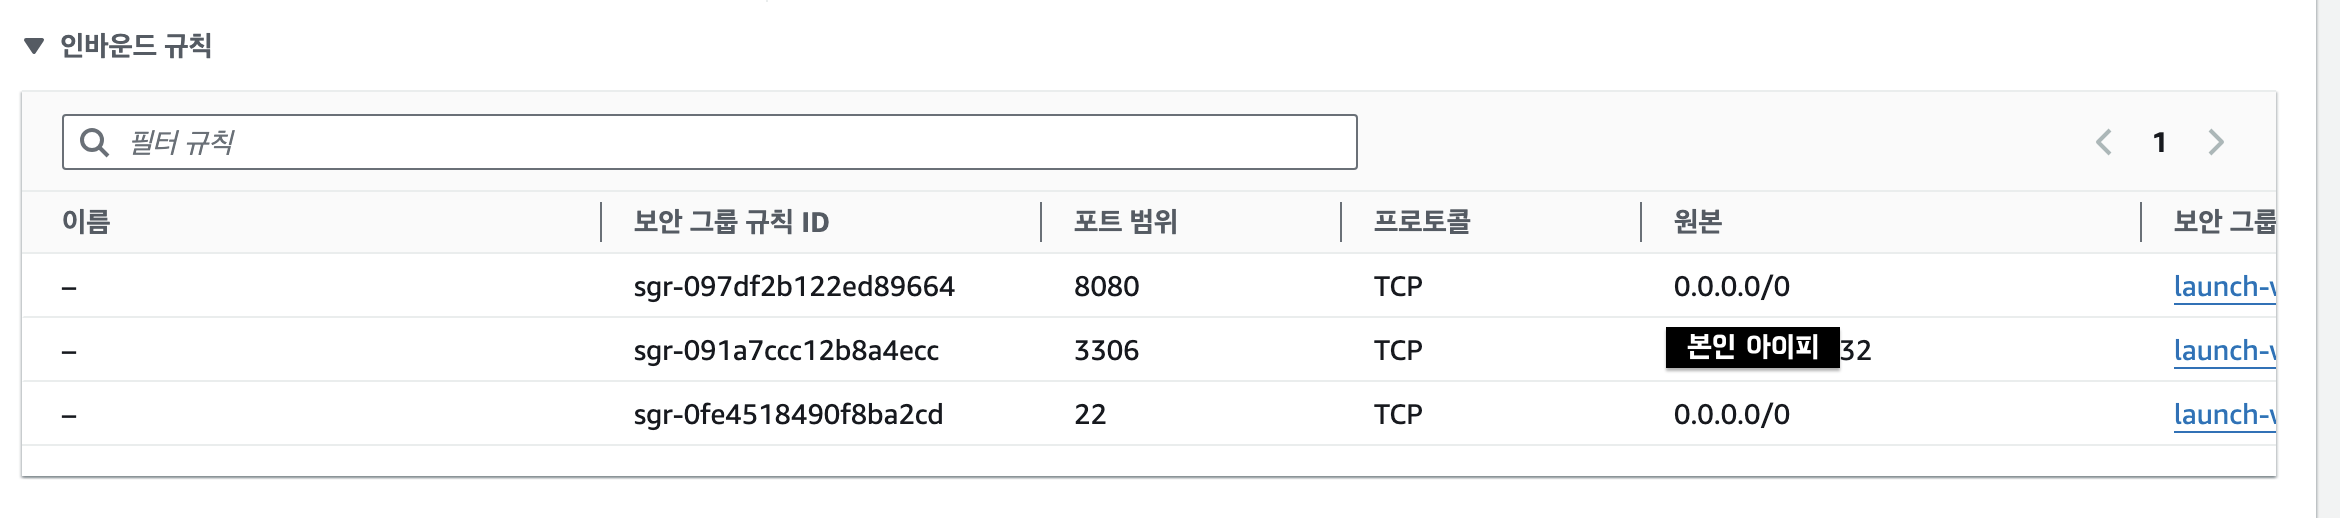 ▼ 인바운드 규칙
필터 규칙
1
이름 보안 그룹 규칙 ID 포트 범위 프로토콜 원본 보안 그룹
– sgr-097df2b122ed89664 8080 TCP 0.0.0.0/0 launch-
– sgr-091a7ccc12b8a4ecc 3306 TCP 본인 아이피 32 launch-
– sgr-0fe4518490f8ba2cd 22 TCP 0.0.0.0/0 launch-